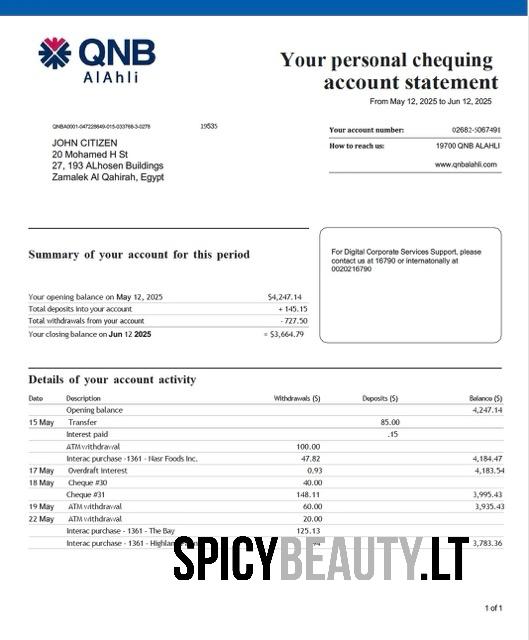 QNB
AlAhli
Your personal chequing
account statement
From May 12, 2025 to Jun 12, 2025
QNBA0001-047228649-015-033768-3-0278 19535
JOHN CITIZEN
20 Mohamed H St
27, 193 ALhosen Buildings
Zamalek Al Qahirah, Egypt
Your account number: 02682-5067491
How to reach us: 19700 QNB ALAHLI
www.qnbalahli.com
Summary of your account for this period
For Digital Corporate Services Support, please
contact us at 16790 or internatonally at
0020216790
Your opening balance on May 12, 2025 $4,247.14
Total deposits into your account + 145.15
Total withdrawals from your account - 727.50
Your closing balance on Jun 12 2025 = $3,664.79
Details of your account activity
Date Description Withdrawals ($) Deposits ($) Balance ($)
Opening balance 4,247.14
15 May Transfer 85.00
Interest paid .15
ATM withdrawal 100.00
Interac purchase -1361 - Nasr Foods Inc. 47.82 4,184.47
17 May Overdraft Interest 0.93 4,183.54
18 May Cheque #30 40.00
Cheque #31 148.11 3,995.43
19 May ATM withdrawal 60.00 3,935.43
22 May ATM withdrawal 20.00
Interac purchase - 1361 - The Bay 125.13
Interac purchase - 1361 - 3,783.36
SPICYBEAUTY.LT
1 of 1